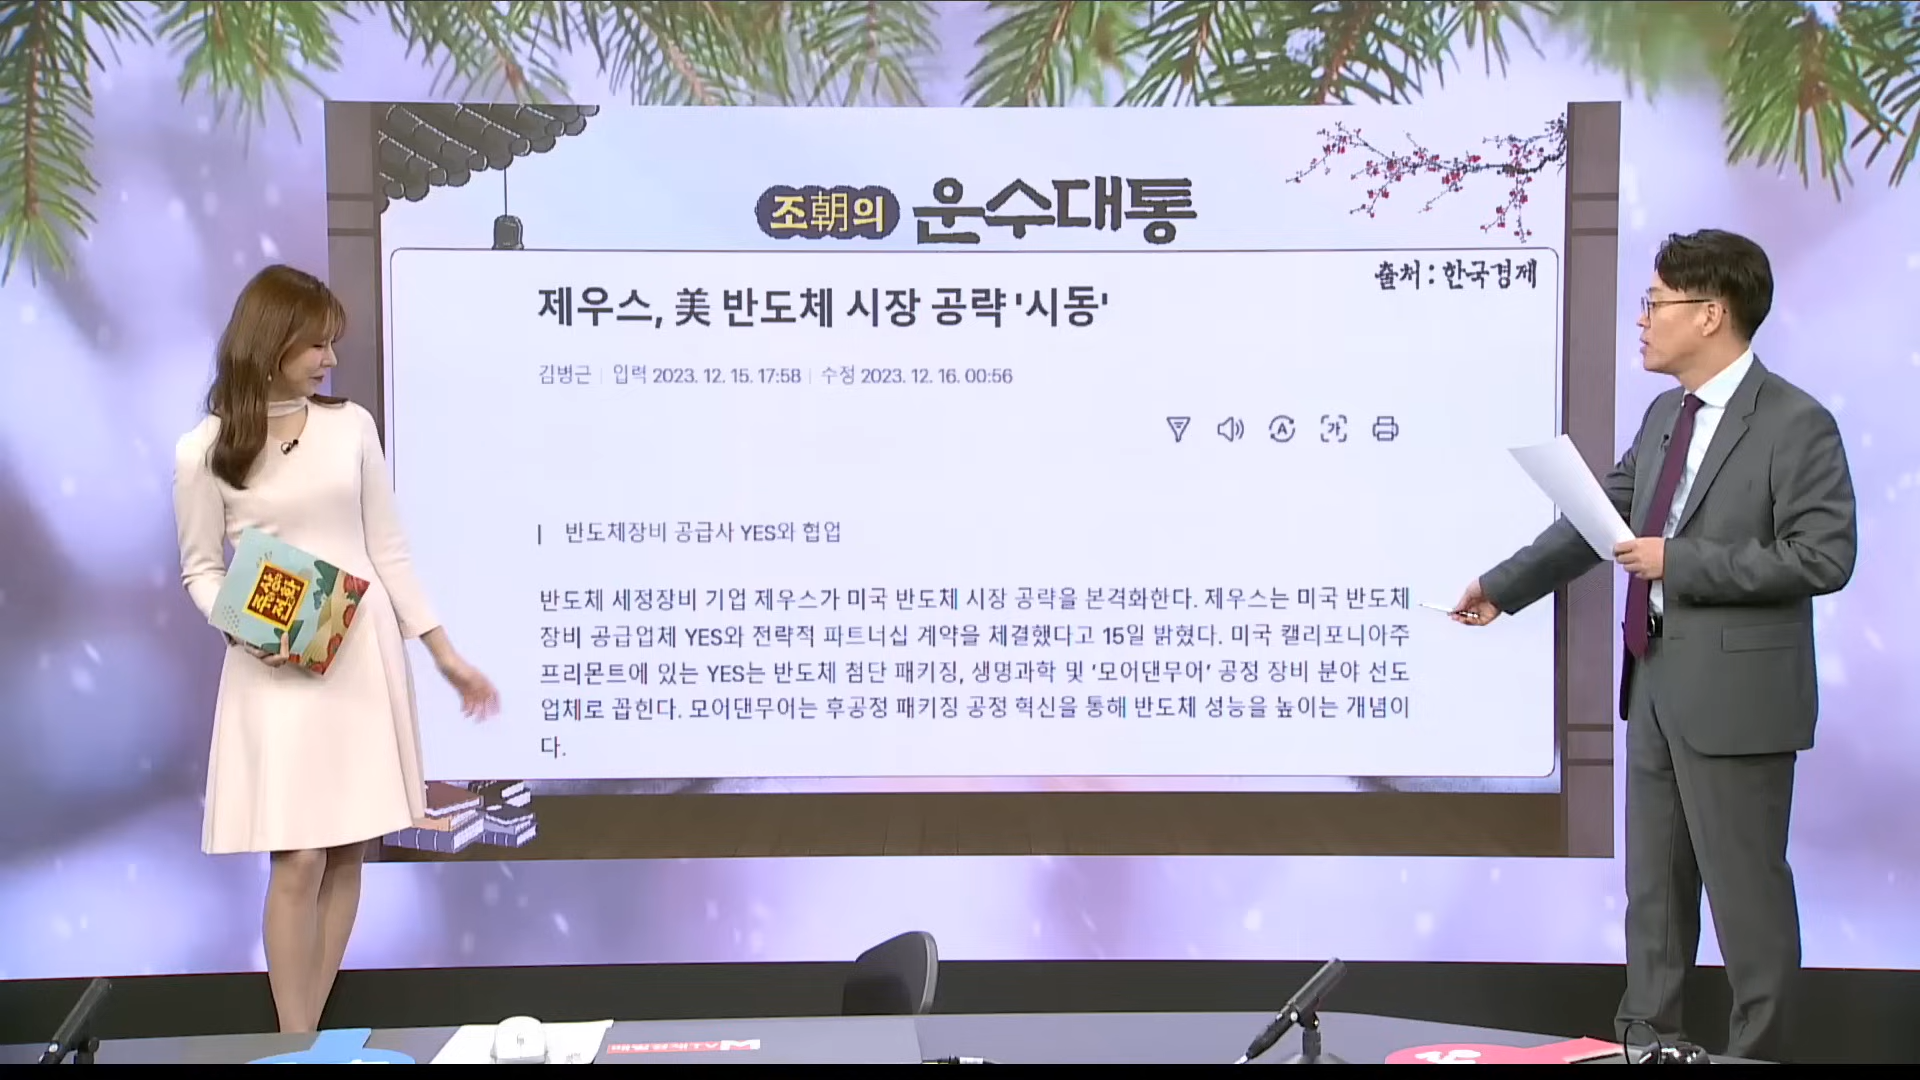 조朝의 운수대통
출처 : 한국경제
제우스, 美 반도체 시장 공략 '시동'
김병근 | 입력 2023. 12. 15. 17:58 | 수정 2023. 12. 16. 00:56
A 가
| 반도체장비 공급사 YES와 협업
반도체 세정장비 기업 제우스가 미국 반도체 시장 공략을 본격화한다. 제우스는 미국 반도체
장비 공급업체 YES와 전략적 파트너십 계약을 체결했다고 15일 밝혔다. 미국 캘리포니아주
프리몬트에 있는 YES는 반도체 첨단 패키징, 생명과학 및 ‘모어댄무어’ 공정 장비 분야 선도
업체로 꼽힌다. 모어댄무어는 후공정 패키징 공정 혁신을 통해 반도체 성능을 높이는 개념이
다.
매일경제TV M